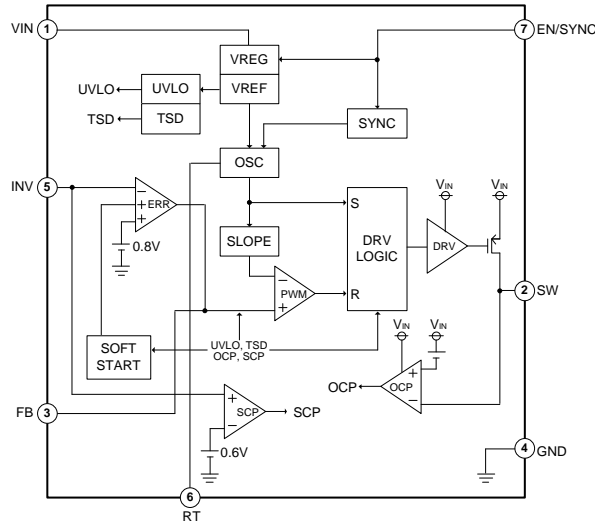 VIN
1
7
EN/SYNC
VREG
UVLO
UVLO
VREF
TSD
TSD
SYNC
OSC
INV
5
−
+
+
ERR
0.8V
S
R
DRV
LOGIC
VIN
VIN
DRV
SLOPE
−
+
PWM
2
SW
SOFT
START
UVLO, TSD
OCP, SCP
VIN
VIN
OCP
OCP
+
−
FB
3
+
−
SCP
SCP
0.6V
4
GND
6
RT